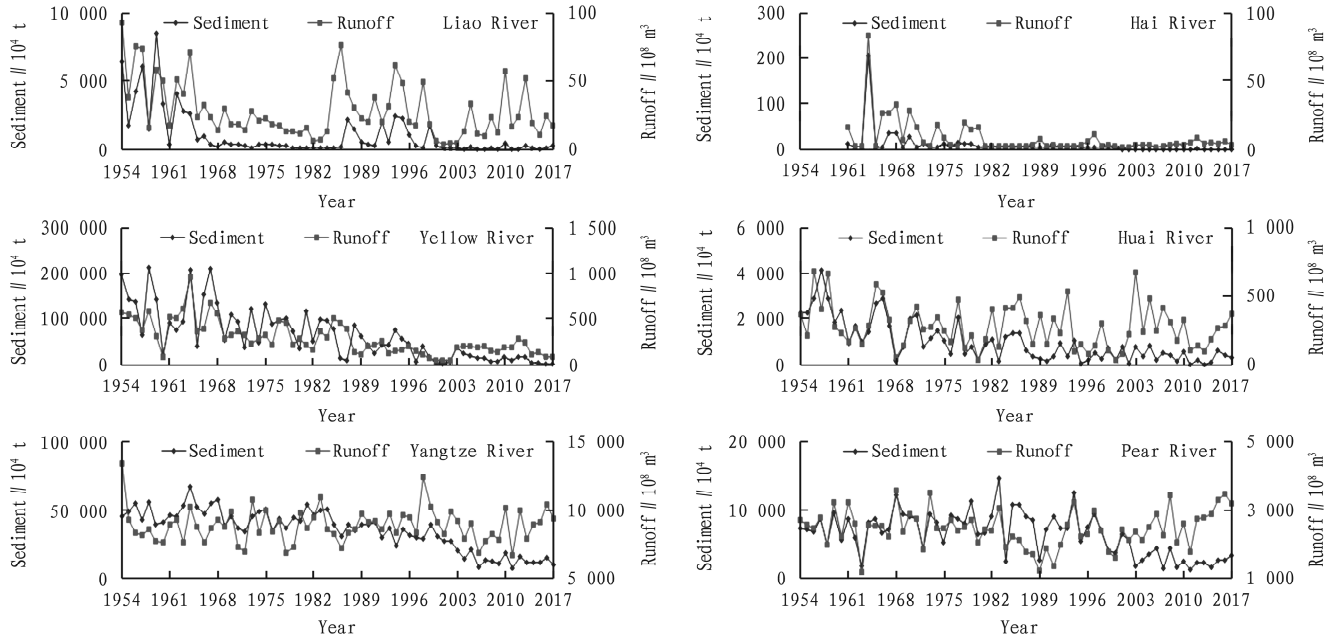 Liao River
Sediment Runoff
Sediment // 10⁴ t
10 000
5 000
0
100
50
0
Runoff // 10⁸ m³
1954 1961 1968 1975 1982 1989 1996 2003 2010 2017
Year
Hai River
Sediment Runoff
Sediment // 10⁴ t
300
200
100
0
100
50
0
Runoff // 10⁸ m³
1954 1961 1968 1975 1982 1989 1996 2003 2010 2017
Year
Yellow River
Sediment Runoff
Sediment // 10⁴ t
300 000
200 000
100 000
0
1 500
1 000
500
0
Runoff // 10⁸ m³
1954 1961 1968 1975 1982 1989 1996 2003 2010 2017
Year
Huai River
Sediment Runoff
Sediment // 10⁴ t
6 000
4 000
2 000
0
1 000
500
0
Runoff // 10⁸ m³
1954 1961 1968 1975 1982 1989 1996 2003 2010 2017
Year
Yangtze River
Sediment Runoff
Sediment // 10⁴ t
100 000
50 000
0
15 000
10 000
5 000
Runoff // 10⁸ m³
1954 1961 1968 1975 1982 1989 1996 2003 2010 2017
Year
Pear River
Sediment Runoff
Sediment // 10⁴ t
20 000
10 000
0
5 000
3 000
1 000
Runoff // 10⁸ m³
1954 1961 1968 1975 1982 1989 1996 2003 2010 2017
Year